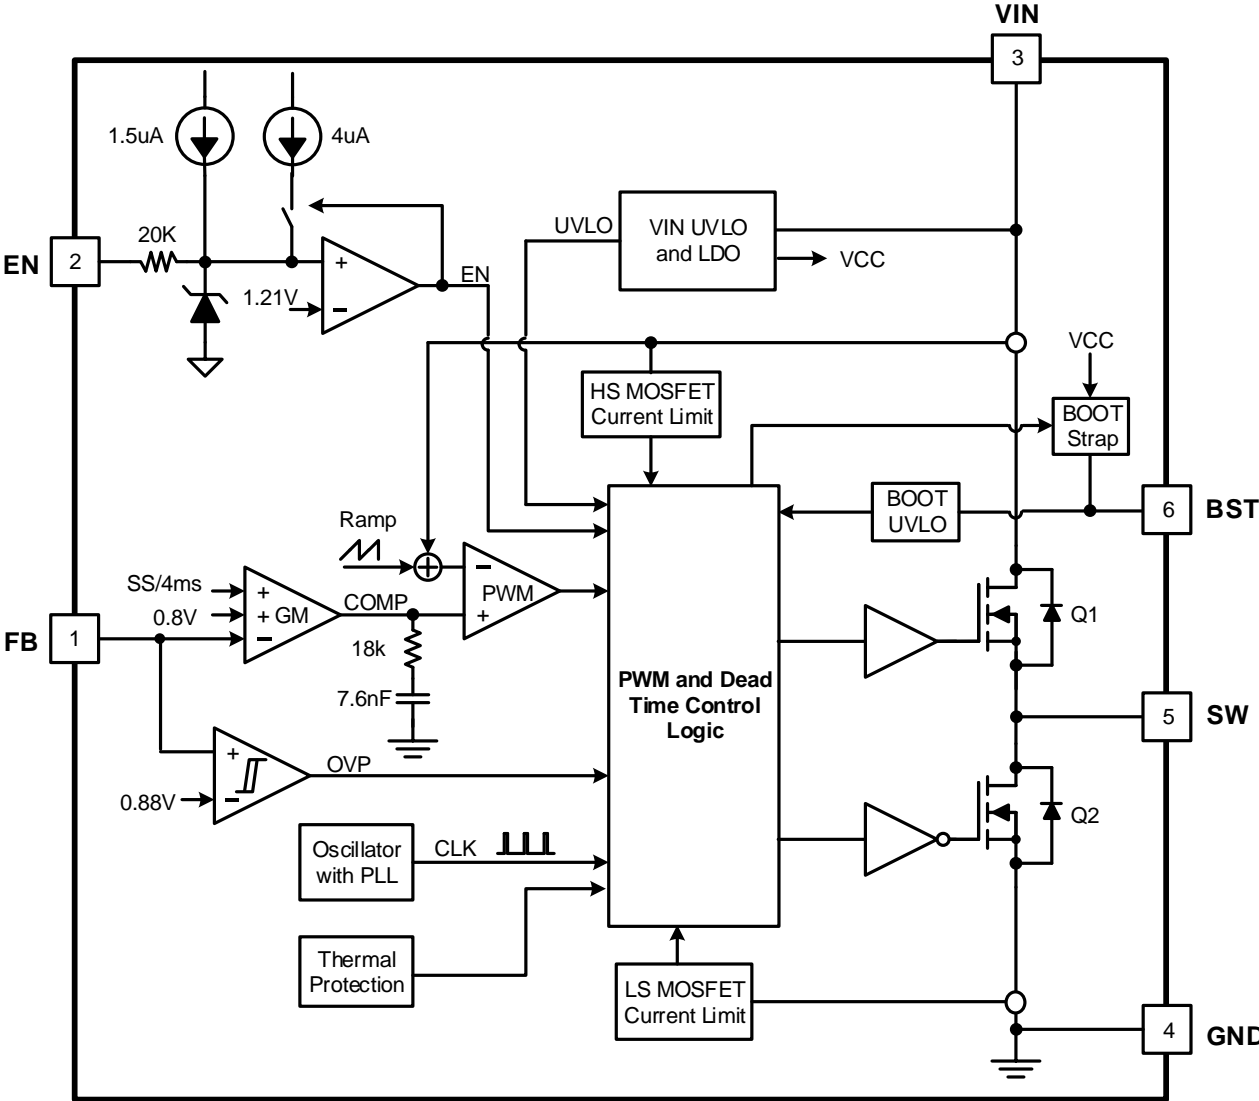 VIN
3
1.5uA
4uA
20K
EN
2
+
1.21V
−
EN
UVLO
VIN UVLO
and LDO
VCC
VCC
HS MOSFET
Current Limit
BOOT
Strap
BOOT
UVLO
6
BST
Ramp
+
−
PWM
+
SS/4ms
+
0.8V
+ GM
−
COMP
FB
1
18k
7.6nF
PWM and Dead
Time Control
Logic
Q1
5
SW
+
0.88V
−
OVP
Q2
Oscillator
with PLL
CLK
Thermal
Protection
LS MOSFET
Current Limit
4
GND